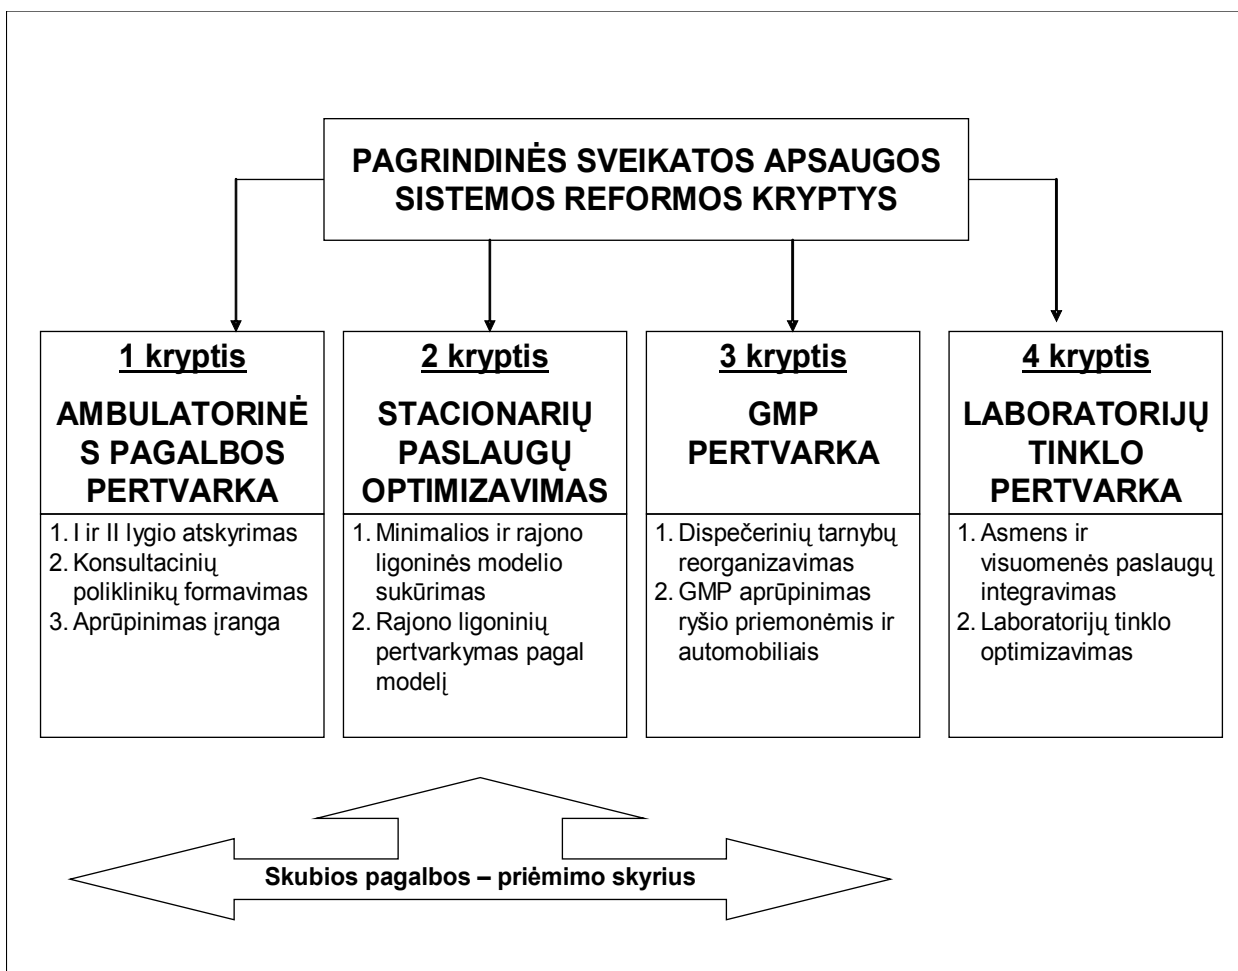 PAGRINDINĖS SVEIKATOS APSAUGOS
SISTEMOS REFORMOS KRYPTYS
1 kryptis
AMBULATORINĖ
S PAGALBOS
PERTVARKA
1. I ir II lygio atskyrimas
2. Konsultacinių
poliklinikų formavimas
3. Aprūpinimas įranga
2 kryptis
STACIONARIŲ
PASLAUGŲ
OPTIMIZAVIMAS
1. Minimalios ir rajono
ligoninės modelio
sukūrimas
2. Rajono ligoninių
pertvarkymas pagal
modelį
3 kryptis
GMP
PERTVARKA
1. Dispečerinių tarnybų
reorganizavimas
2. GMP aprūpinimas
ryšio priemonėmis ir
automobiliais
4 kryptis
LABORATORIJŲ
TINKLO
PERTVARKA
1. Asmens ir
visuomenės paslaugų
integravimas
2. Laboratorijų tinklo
optimizavimas
Skubios pagalbos – priėmimo skyrius